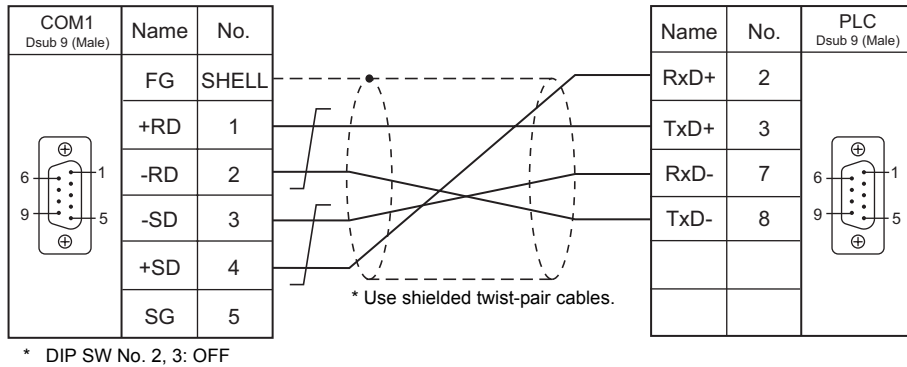 COM1
Dsub 9 (Male)
Name No.
FG SHELL
+RD 1
-RD 2
-SD 3
+SD 4
SG 5
6 1
9 5
* DIP SW No. 2, 3: OFF
* Use shielded twist-pair cables.
Name No.
PLC
Dsub 9 (Male)
RxD+ 2
TxD+ 3
RxD- 7
TxD- 8
6 1
9 5